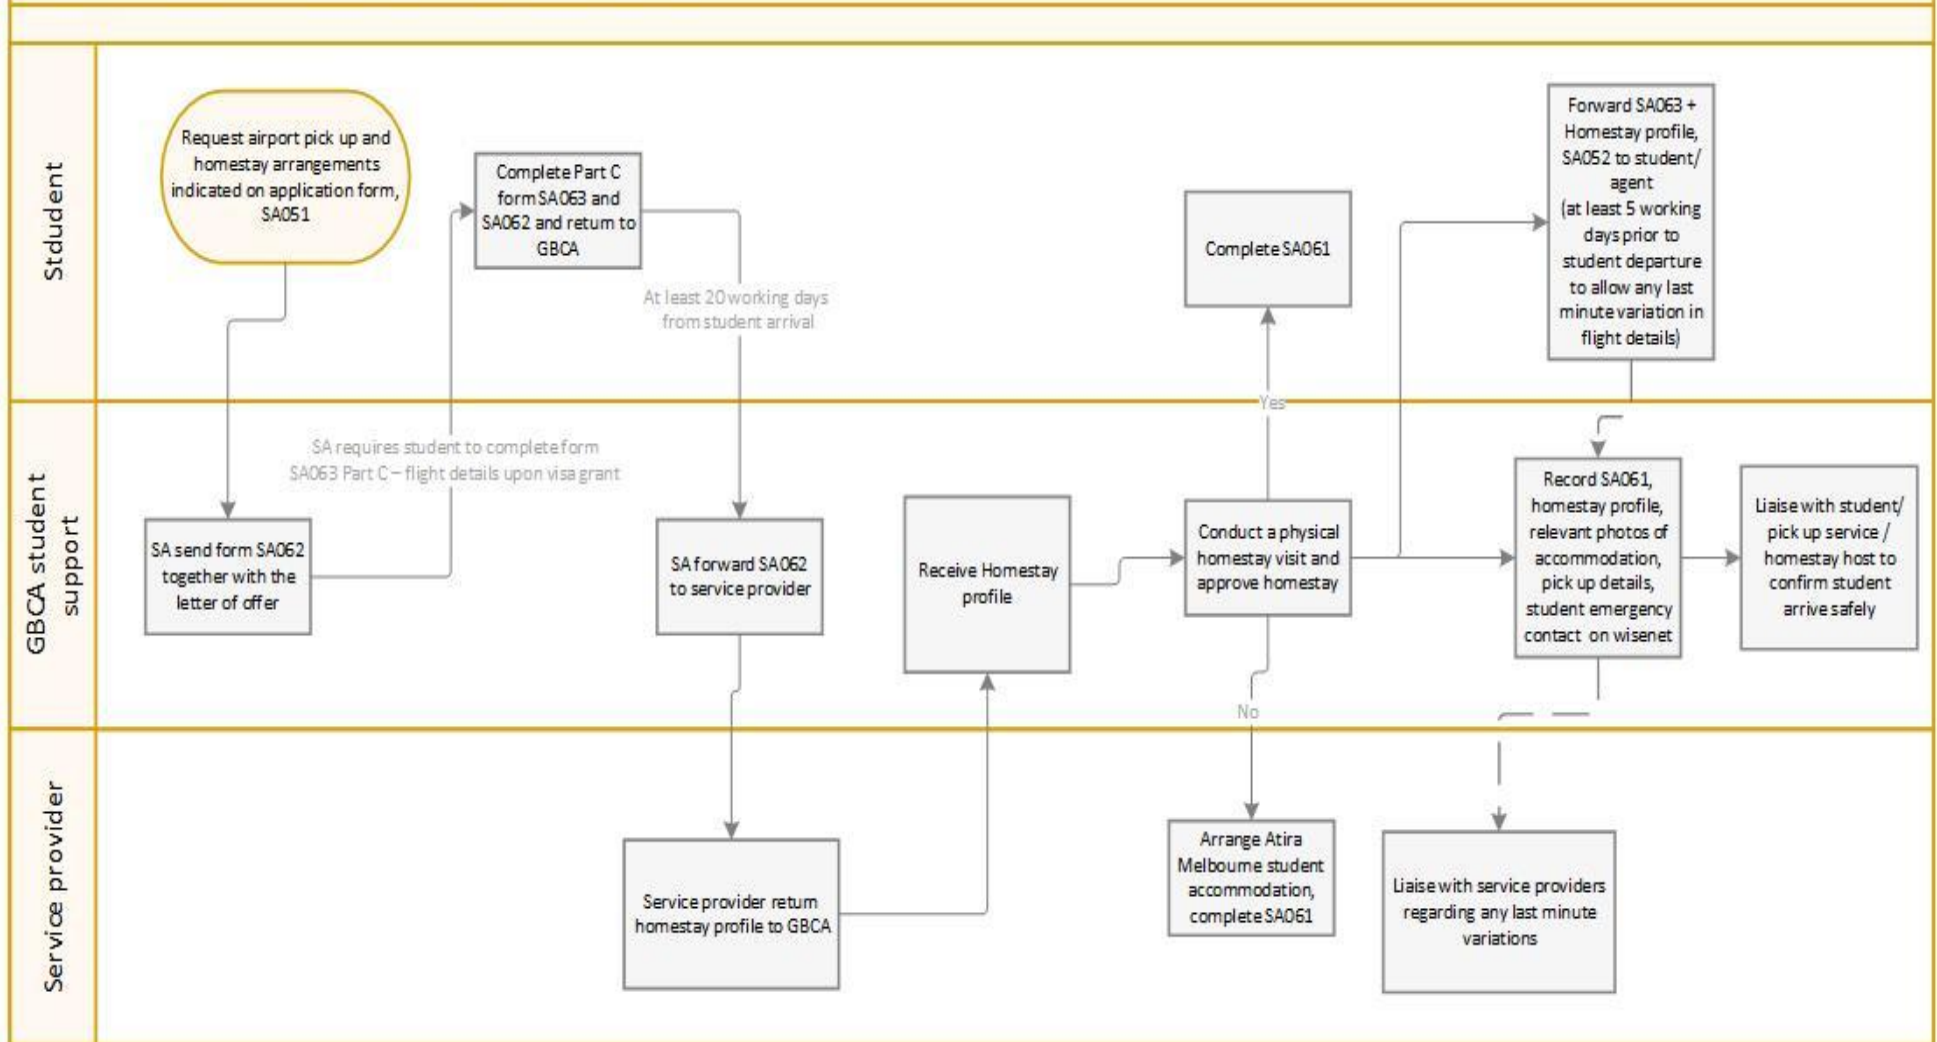 Stdudent
Request airport pick up and
homestay arrangements
indicated on application form,
SA051
Complete Part C
form SA063 and
SA062 and return to
GBCA
At least 20 working days
from student arrival
Complete SA061
Forward SA063 +
Homestay profile,
SA052 to student/
agent
(at least 5 working
days prior to
student departure
to allow any last
minute variation in
flight details)
Yes
GBCA student
support
SA requires student to complete form
SA063 Part C – flight details upon visa grant
SA send form SA062
together with the
letter of offer
SA forward SA062
to service provider
Receive Homestay
profile
Conduct a physical
homestay visit and
approve homestay
Record SA061,
homestay profile,
relevant photos of
accommodation,
pick up details,
student emergency
contact on wisenet
Liaise with student/
pick up service /
homestay host to
confirm student
arrive safely
No
Service provider
Service provider return
homestay profile to GBCA
Arrange Atira
Melbourne student
accommodation,
complete SA061
Liaise with service providers
regarding any last minute
variations